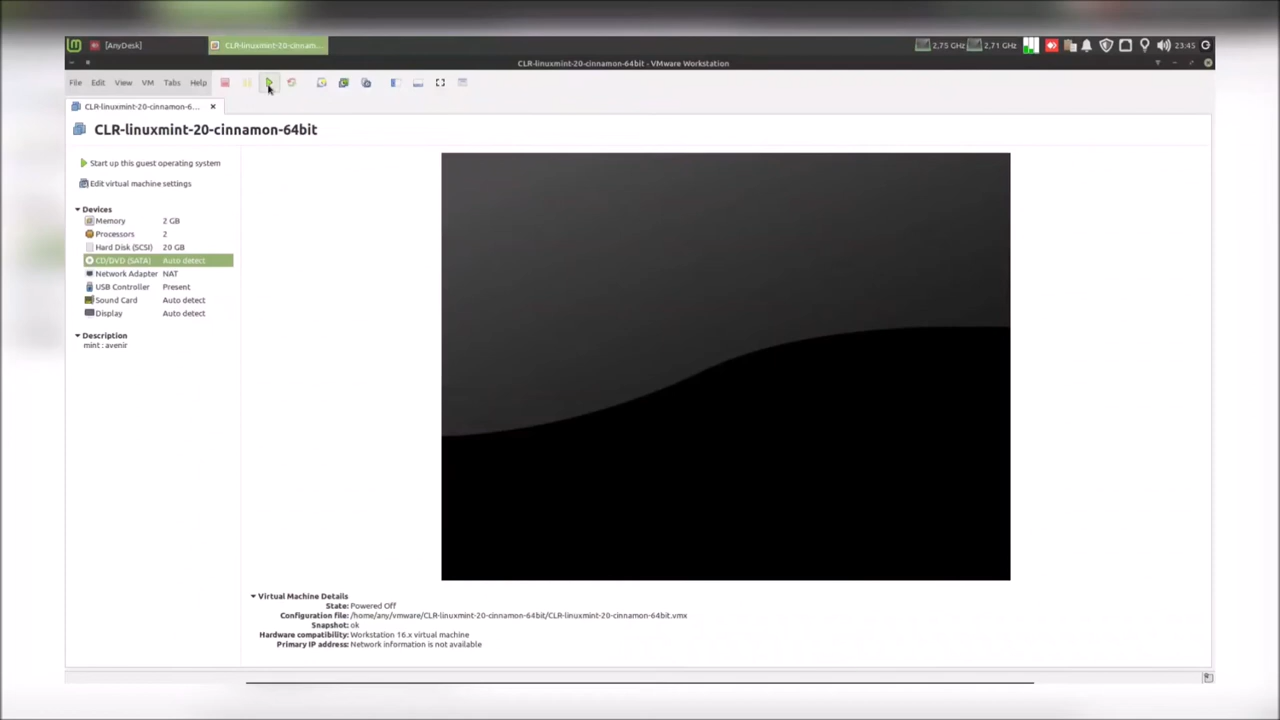 [AnyDesk]
CLR-linuxmint-20-cinnam...
2,75 GHz
2,71 GHz
23:45
CLR-linuxmint-20-cinnamon-64bit - VMware Workstation
File Edit View VM Tabs Help
CLR-linuxmint-20-cinnamon-6...
CLR-linuxmint-20-cinnamon-64bit
Start up this guest operating system
Edit virtual machine settings
Devices
Memory 2 GB
Processors 2
Hard Disk (SCSI) 20 GB
CD/DVD (SATA) Auto detect
Network Adapter NAT
USB Controller Present
Sound Card Auto detect
Display Auto detect
Description
mint : avenir
Virtual Machine Details
State: Powered Off
Configuration file: /home/any/vmware/CLR-linuxmint-20-cinnamon-64bit/CLR-linuxmint-20-cinnamon-64bit.vmx
Snapshot: ok
Hardware compatibility: Workstation 16.x virtual machine
Primary IP address: Network information is not available